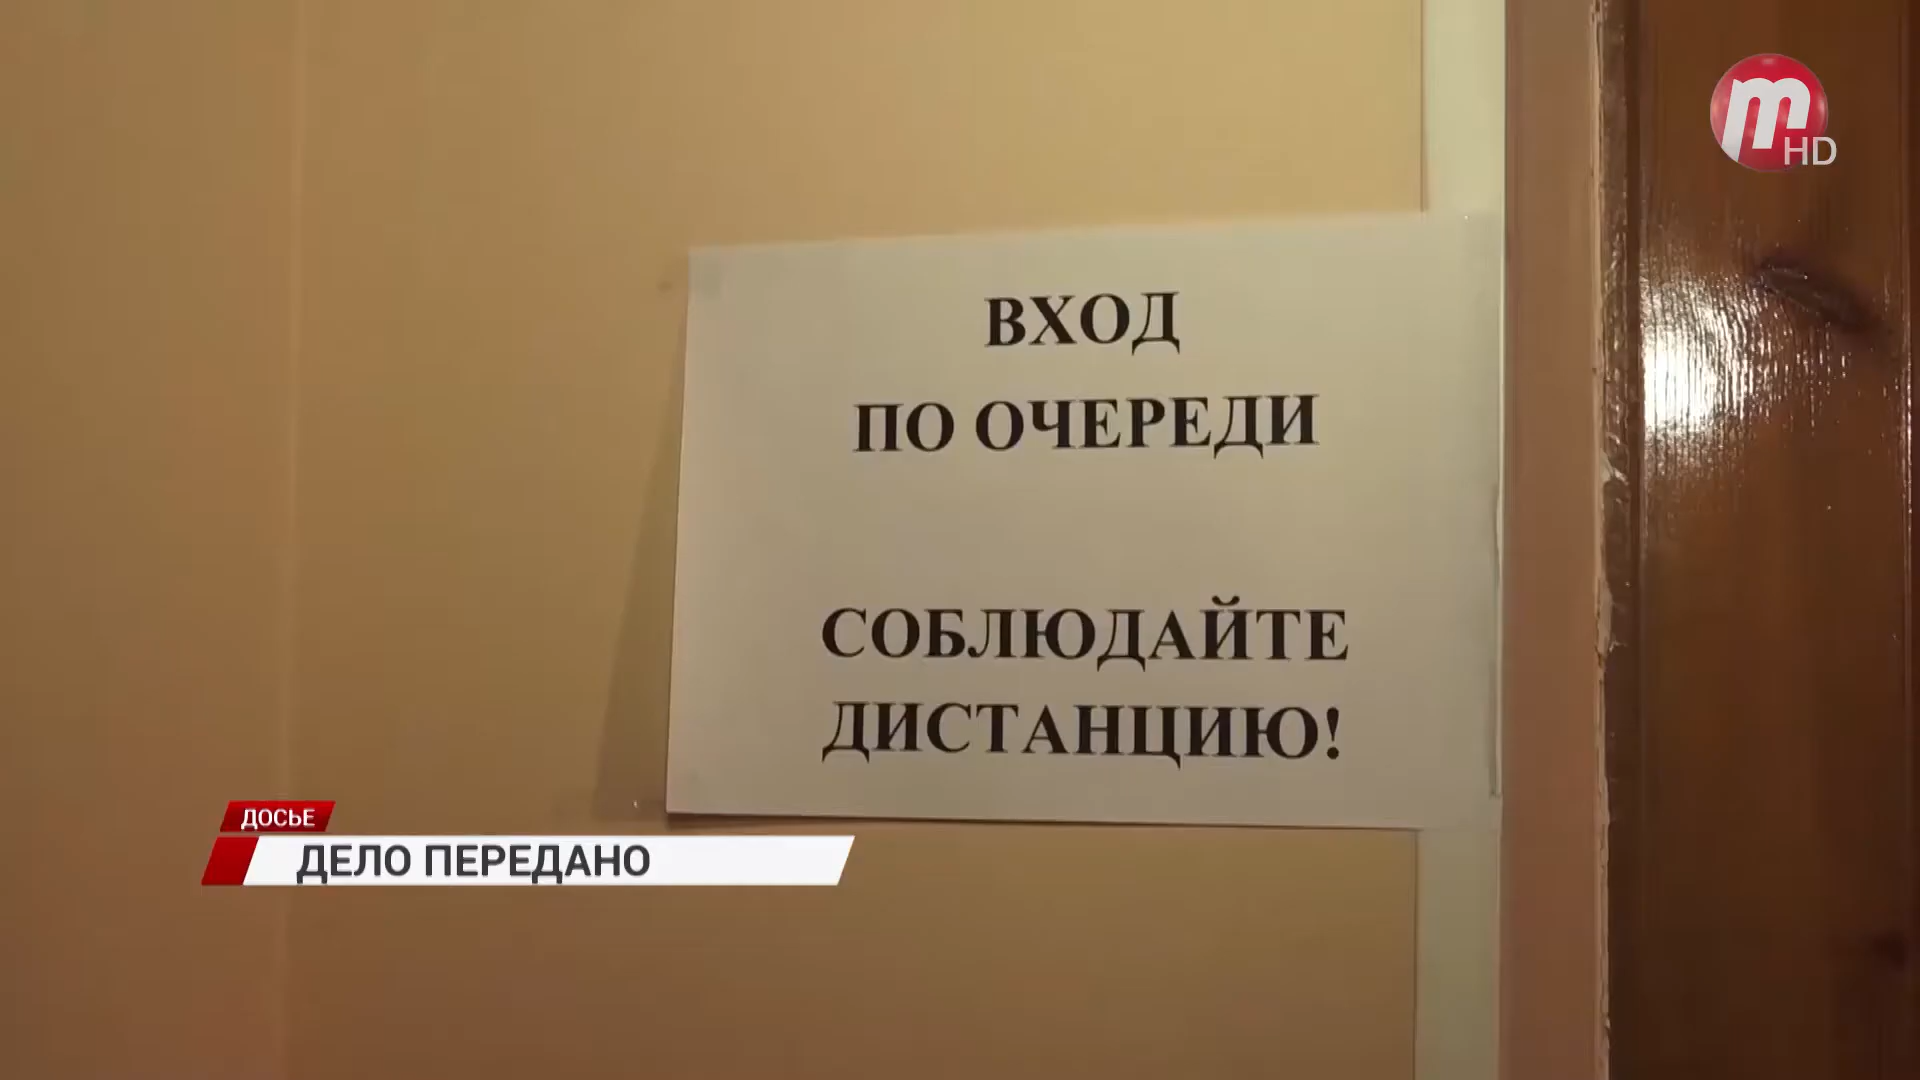 m HD
ВХОД
ПО ОЧЕРЕДИ
СОБЛЮДАЙТЕ
ДИСТАНЦИЮ!
ДОСЬЕ
ДЕЛО ПЕРЕДАНО